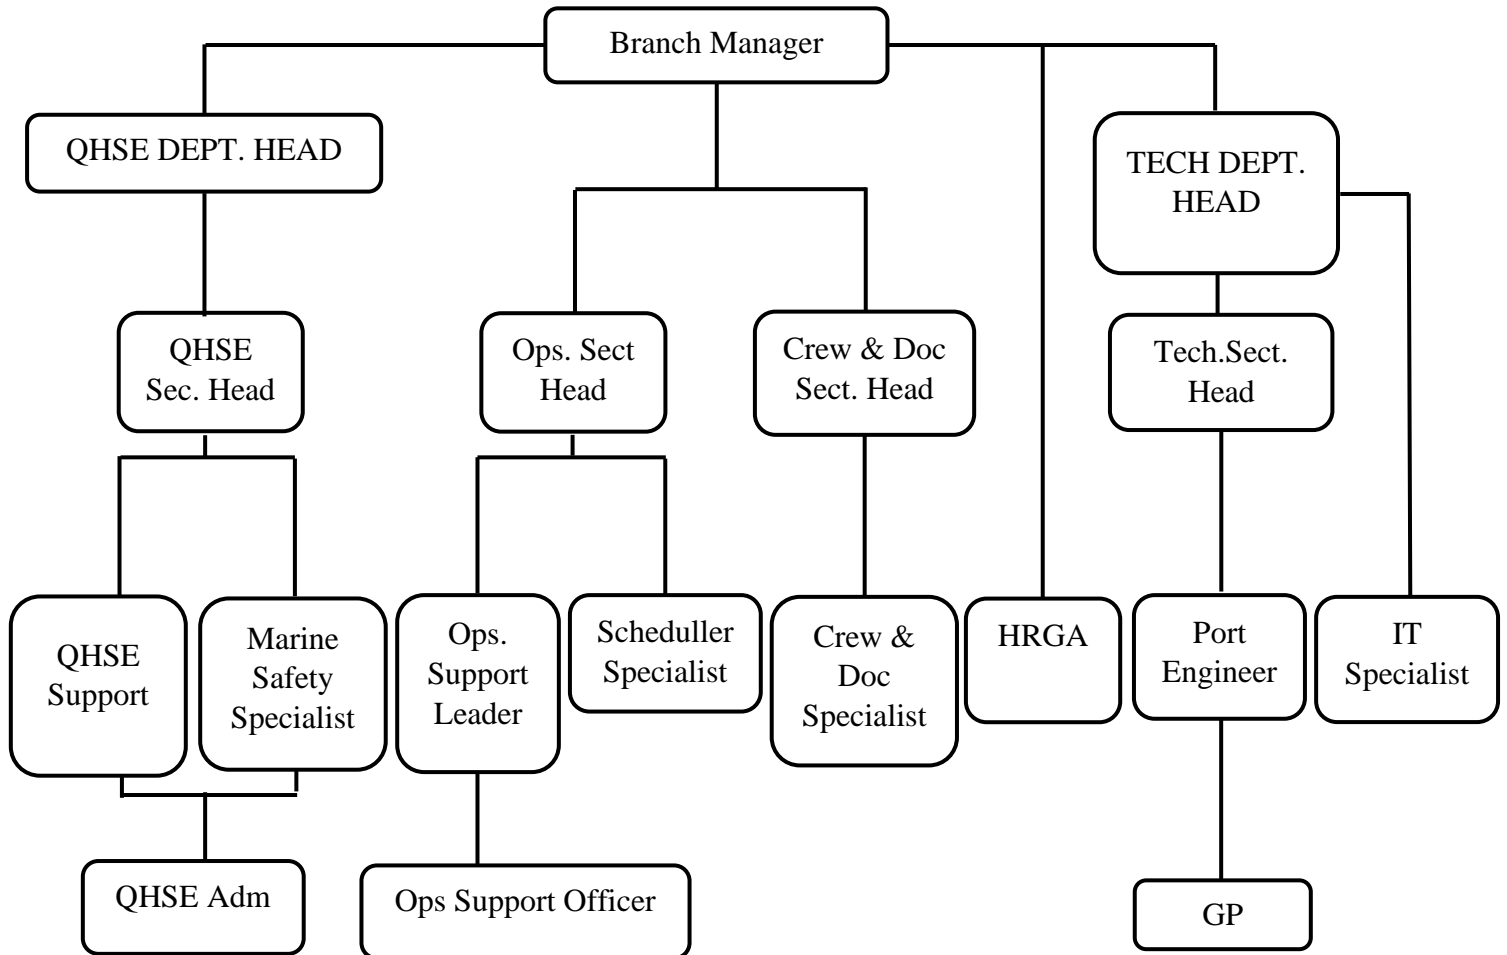 Branch Manager
QHSE DEPT. HEAD
TECH DEPT.
HEAD
QHSE
Sec. Head
Ops. Sect
Head
Crew & Doc
Sect. Head
Tech.Sect.
Head
QHSE
Support
Marine
Safety
Specialist
Ops.
Support
Leader
Scheduller
Specialist
Crew &
Doc
Specialist
HRGA
Port
Engineer
IT
Specialist
QHSE Adm
Ops Support Officer
GP